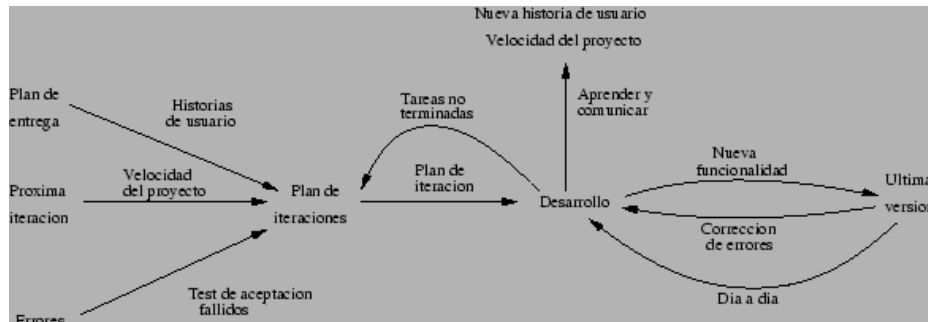 Nueva historia de usuario
Velocidad del proyecto
Plan de
entrega
Historias
de usuario
Tareas no
terminadas
Aprender y
comunicar
Nueva
funcionalidad
Proxima
iteracion
Velocidad
del proyecto
Plan de
iteraciones
Plan de
iteracion
Desarrollo
Ultima
version
Correccion
de errores
Test de aceptacion
fallidos
Dia a dia
Errores